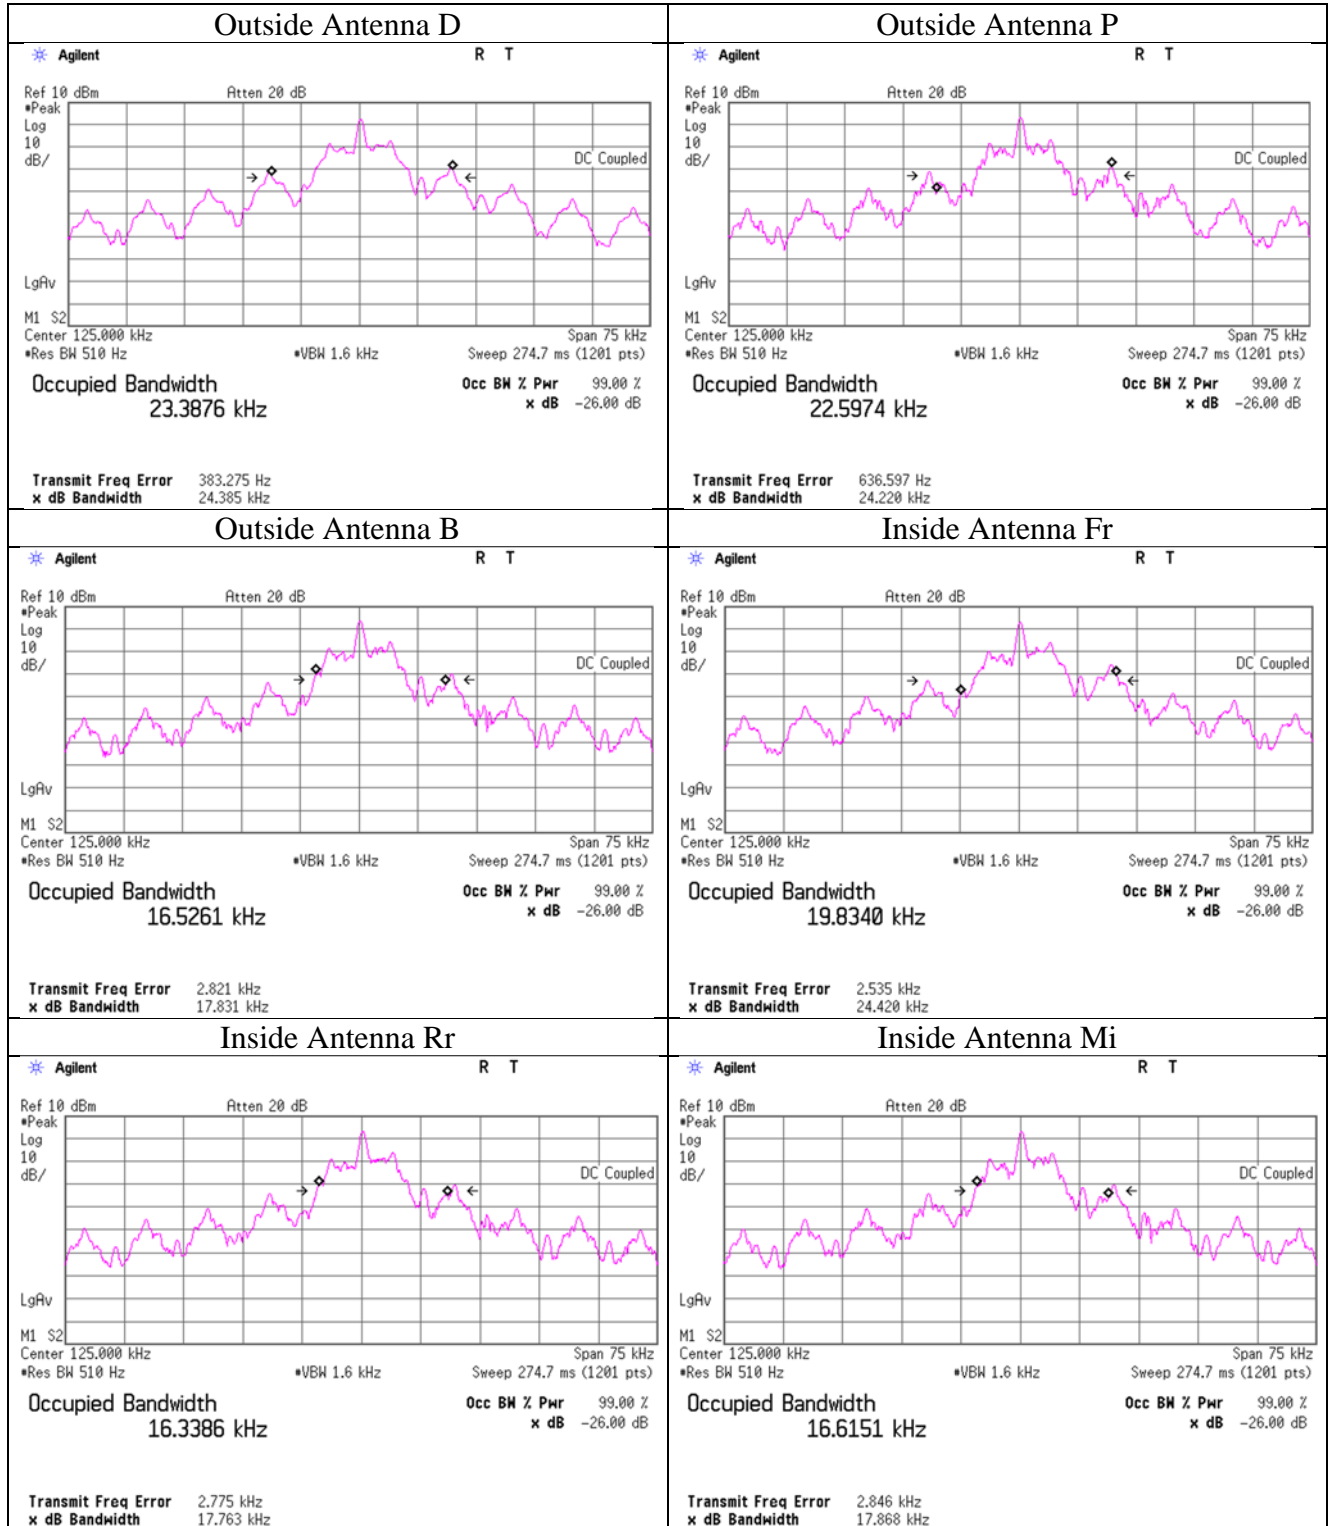 Outside Antenna D
Agilent R T
Ref 10 dBm Atten 20 dB
*Peak
Log
10
dB/
DC Coupled
LgAv
M1 S2
Center 125.000 kHz Span 75 kHz
*Res BW 510 Hz *VBW 1.6 kHz Sweep 274.7 ms (1201 pts)
Occupied Bandwidth Occ BW % Pwr 99.00 %
23.3876 kHz x dB -26.00 dB
Transmit Freq Error 383.275 Hz
x dB Bandwidth 24.385 kHz
Outside Antenna P
Agilent R T
Ref 10 dBm Atten 20 dB
*Peak
Log
10
dB/
DC Coupled
LgAv
M1 S2
Center 125.000 kHz Span 75 kHz
*Res BW 510 Hz *VBW 1.6 kHz Sweep 274.7 ms (1201 pts)
Occupied Bandwidth Occ BW % Pwr 99.00 %
22.5974 kHz x dB -26.00 dB
Transmit Freq Error 636.597 Hz
x dB Bandwidth 24.220 kHz
Outside Antenna B
Agilent R T
Ref 10 dBm Atten 20 dB
*Peak
Log
10
dB/
DC Coupled
LgAv
M1 S2
Center 125.000 kHz Span 75 kHz
*Res BW 510 Hz *VBW 1.6 kHz Sweep 274.7 ms (1201 pts)
Occupied Bandwidth Occ BW % Pwr 99.00 %
16.5261 kHz x dB -26.00 dB
Transmit Freq Error 2.821 kHz
x dB Bandwidth 17.831 kHz
Inside Antenna Fr
Agilent R T
Ref 10 dBm Atten 20 dB
*Peak
Log
10
dB/
DC Coupled
LgAv
M1 S2
Center 125.000 kHz Span 75 kHz
*Res BW 510 Hz *VBW 1.6 kHz Sweep 274.7 ms (1201 pts)
Occupied Bandwidth Occ BW % Pwr 99.00 %
19.8340 kHz x dB -26.00 dB
Transmit Freq Error 2.535 kHz
x dB Bandwidth 24.420 kHz
Inside Antenna Rr
Agilent R T
Ref 10 dBm Atten 20 dB
*Peak
Log
10
dB/
DC Coupled
LgAv
M1 S2
Center 125.000 kHz Span 75 kHz
*Res BW 510 Hz *VBW 1.6 kHz Sweep 274.7 ms (1201 pts)
Occupied Bandwidth Occ BW % Pwr 99.00 %
16.3386 kHz x dB -26.00 dB
Transmit Freq Error 2.775 kHz
x dB Bandwidth 17.763 kHz
Inside Antenna Mi
Agilent R T
Ref 10 dBm Atten 20 dB
*Peak
Log
10
dB/
DC Coupled
LgAv
M1 S2
Center 125.000 kHz Span 75 kHz
*Res BW 510 Hz *VBW 1.6 kHz Sweep 274.7 ms (1201 pts)
Occupied Bandwidth Occ BW % Pwr 99.00 %
16.6151 kHz x dB -26.00 dB
Transmit Freq Error 2.846 kHz
x dB Bandwidth 17.868 kHz